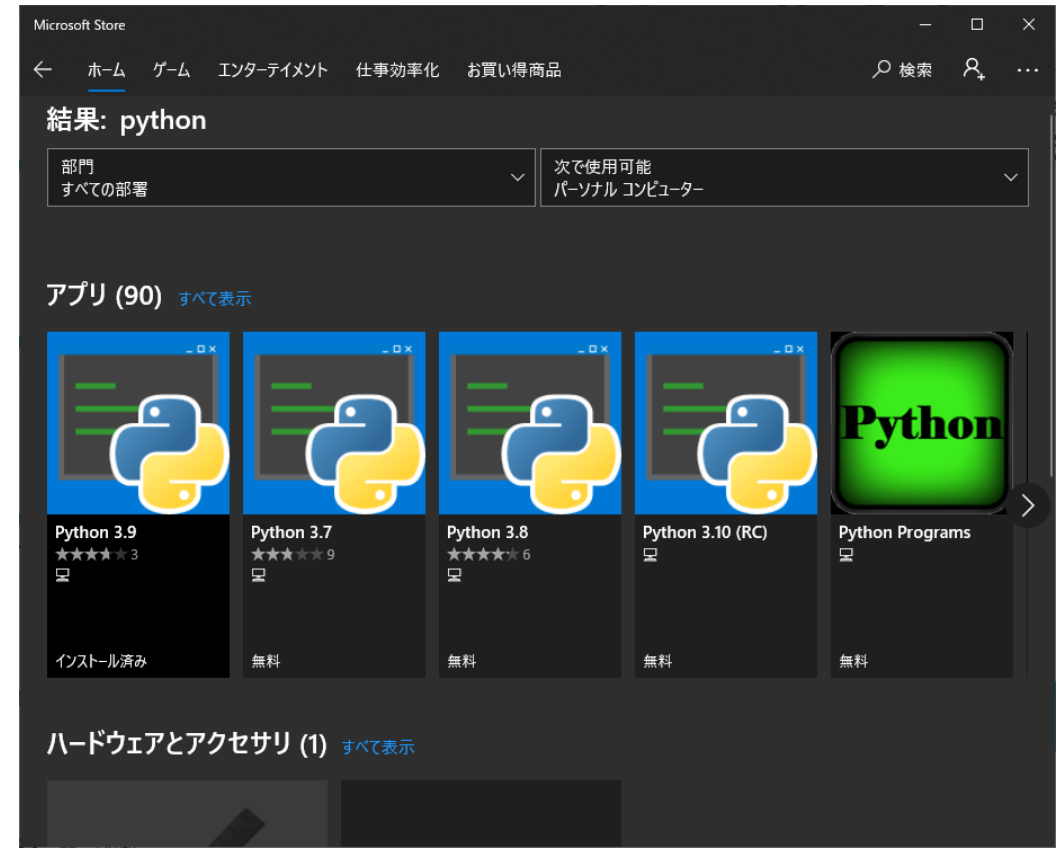 Microsoft Store
ホーム ゲーム エンターテイメント 仕事効率化 お買い得商品 検索
結果: python
部門
すべての部署
次で使用可能
パーソナル コンピューター
アプリ (90) すべて表示
Python
Python 3.9
3
インストール済み
Python 3.7
9
無料
Python 3.8
6
無料
Python 3.10 (RC)
無料
Python Programs
無料
ハードウェアとアクセサリ (1) すべて表示